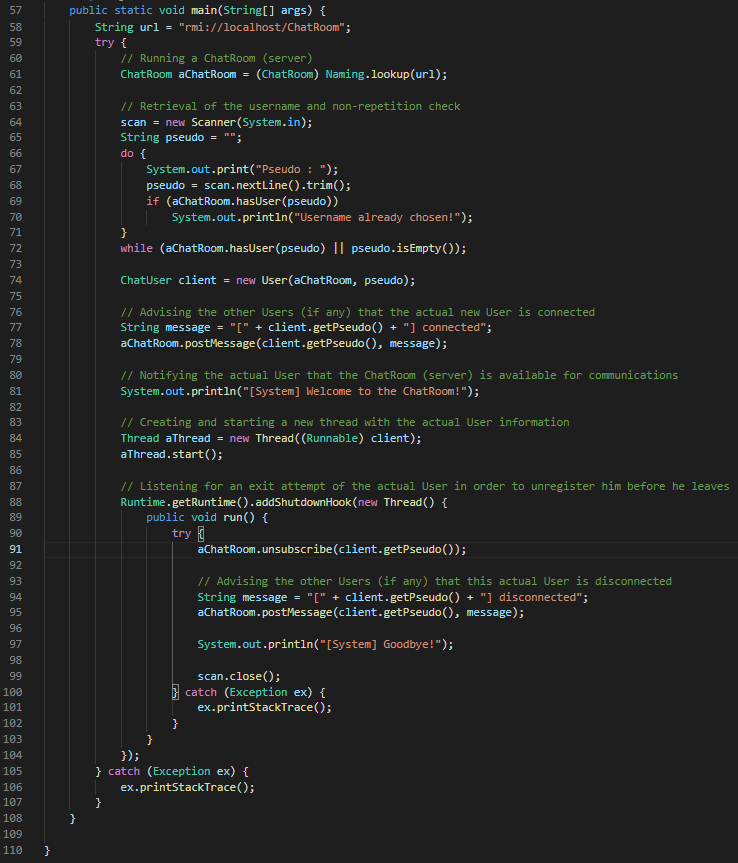 57 public static void main(String[] args) {
58 String url = "rmi://localhost/ChatRoom";
59 try {
60 // Running a ChatRoom (server)
61 ChatRoom aChatRoom = (ChatRoom) Naming.lookup(url);
62
63 // Retrieval of the username and non-repetition check
64 scan = new Scanner(System.in);
65 String pseudo = "";
66 do {
67 System.out.print("Pseudo : ");
68 pseudo = scan.nextLine().trim();
69 if (aChatRoom.hasUser(pseudo))
70 System.out.println("Username already chosen!");
71 }
72 while (aChatRoom.hasUser(pseudo) || pseudo.isEmpty());
73
74 ChatUser client = new User(aChatRoom, pseudo);
75
76 // Advising the other Users (if any) that the actual new User is connected
77 String message = "[" + client.getPseudo() + "] connected";
78 aChatRoom.postMessage(client.getPseudo(), message);
79
80 // Notifying the actual User that the ChatRoom (server) is available for communications
81 System.out.println("[System] Welcome to the ChatRoom!");
82
83 // Creating and starting a new thread with the actual User information
84 Thread aThread = new Thread((Runnable) client);
85 aThread.start();
86
87 // Listening for an exit attempt of the actual User in order to unregister him before he leaves
88 Runtime.getRuntime().addShutdownHook(new Thread() {
89 public void run() {
90 try {
91 aChatRoom.unsubscribe(client.getPseudo());
92
93 // Advising the other Users (if any) that this actual User is disconnected
94 String message = "[" + client.getPseudo() + "] disconnected";
95 aChatRoom.postMessage(client.getPseudo(), message);
96
97 System.out.println("[System] Goodbye!");
98
99 scan.close();
100 } catch (Exception ex) {
101 ex.printStackTrace();
102 }
103 }
104 });
105 } catch (Exception ex) {
106 ex.printStackTrace();
107 }
108 }
109
110 }